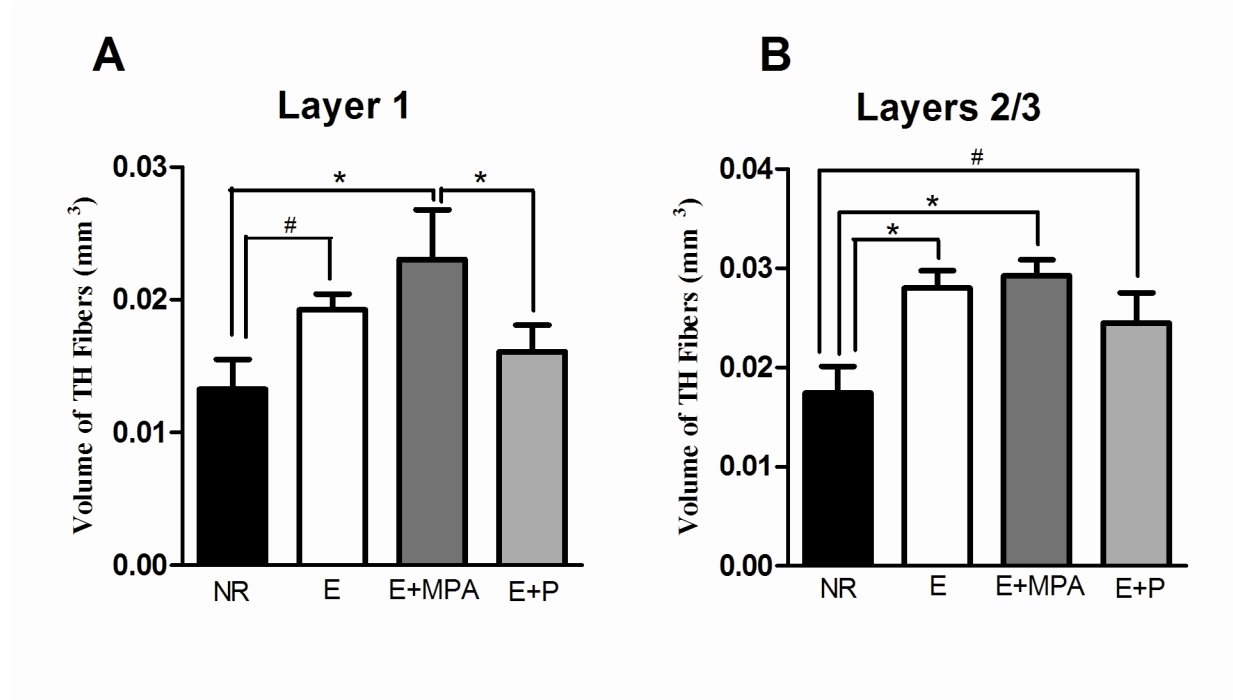 A
Layer 1
Volume of TH Fibers (mm 3)
0.03
0.02
0.01
0.00
*
*
#
NR E E+MPA E+P
B
Layers 2/3
Volume of TH Fibers (mm 3)
0.04
0.03
0.02
0.01
0.00
#
*
*
NR E E+MPA E+P